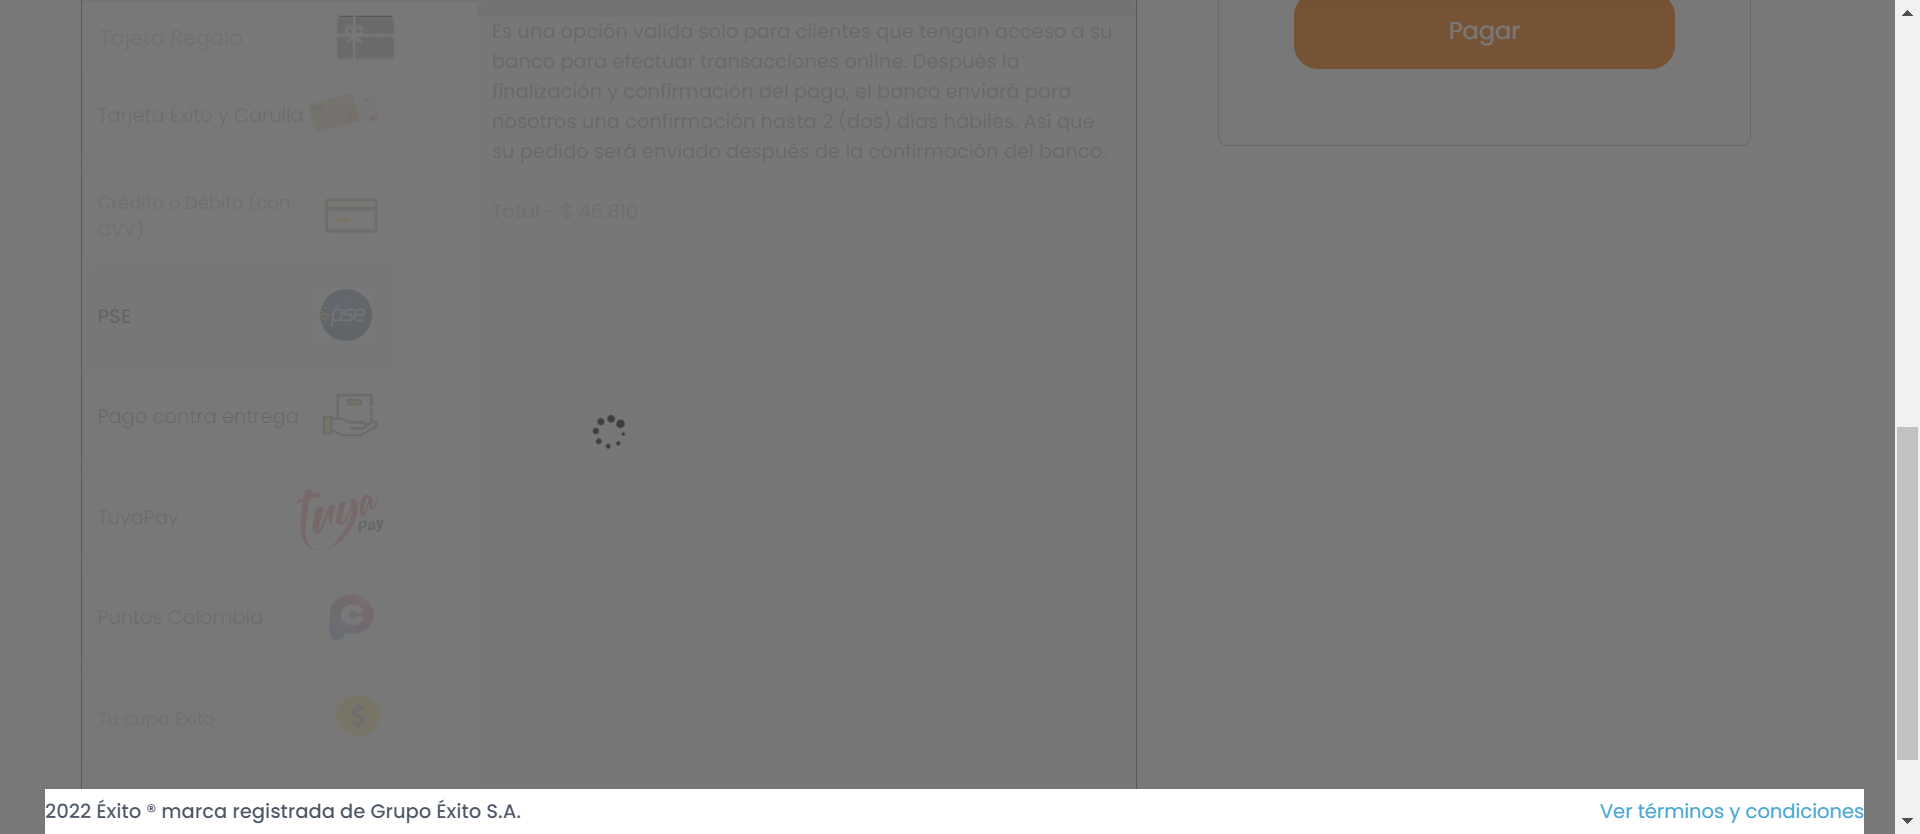 Tajeta Regalo
Tarjeta Éxito y Carulla
Crédito o Débito (con
CVV)
PSE
pse
Pago contra entrega
TuyaPay
tuya
Pay
Puntos Colombia
Tu cupo Exito
$
Es una opción valida solo para clientes que tengan acceso a su
banco para efectuar transacciones online. Después la
finalización y confirmación del pago, el banco enviará para
nosotros una confirmación hasta 2 (dos) días hábiles. Así que
su pedido será enviado después de la confirmación del banco.
Total - $ 46.810
Pagar
2022 Éxito ® marca registrada de Grupo Éxito S.A.
Ver términos y condiciones